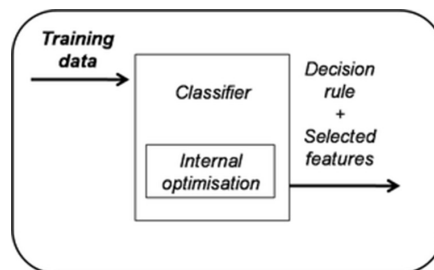 Training
data
Classifier
Internal
optimisation
Decision
rule
+
Selected
features